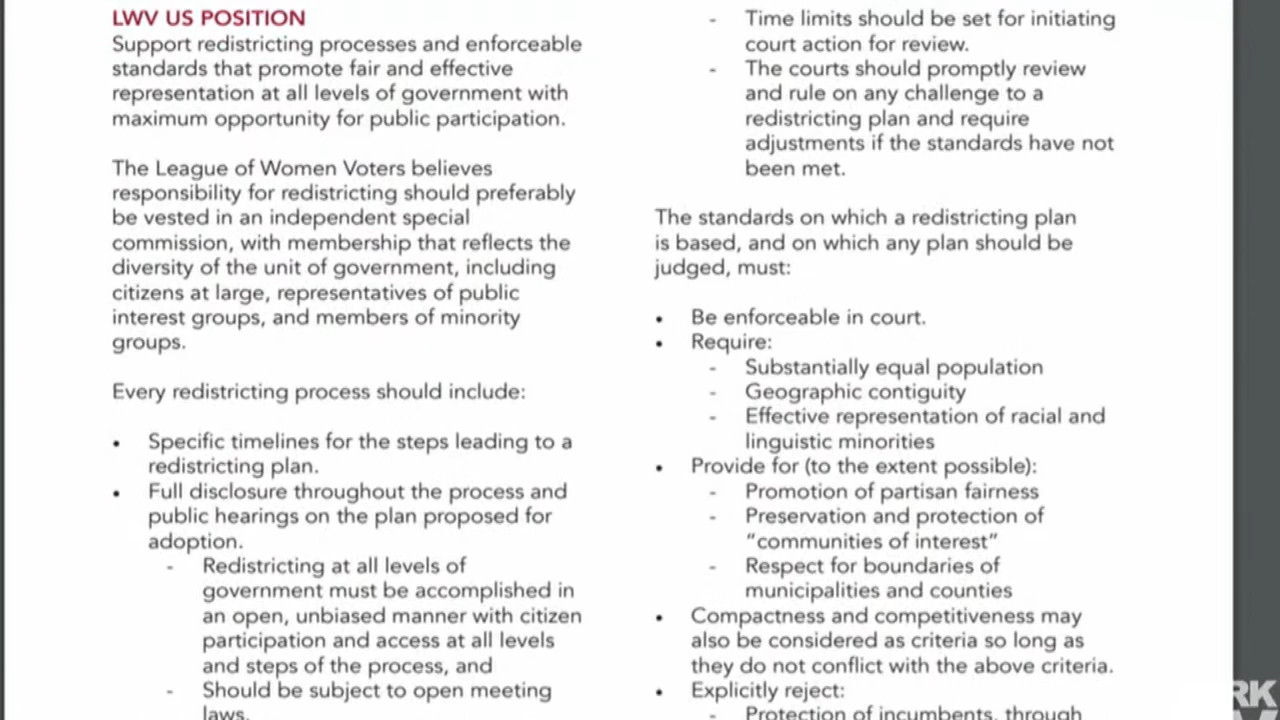 LWV US POSITION
Support redistricting processes and enforceable
standards that promote fair and effective
representation at all levels of government with
maximum opportunity for public participation.
The League of Women Voters believes
responsibility for redistricting should preferably
be vested in an independent special
commission, with membership that reflects the
diversity of the unit of government, including
citizens at large, representatives of public
interest groups, and members of minority
groups.
Every redistricting process should include:
• Specific timelines for the steps leading to a
redistricting plan.
• Full disclosure throughout the process and
public hearings on the plan proposed for
adoption.
- Redistricting at all levels of
government must be accomplished in
an open, unbiased manner with citizen
participation and access at all levels
and steps of the process, and
- Should be subject to open meeting
laws.
- Time limits should be set for initiating
court action for review.
- The courts should promptly review
and rule on any challenge to a
redistricting plan and require
adjustments if the standards have not
been met.
The standards on which a redistricting plan
is based, and on which any plan should be
judged, must:
• Be enforceable in court.
• Require:
- Substantially equal population
- Geographic contiguity
- Effective representation of racial and
linguistic minorities
• Provide for (to the extent possible):
- Promotion of partisan fairness
- Preservation and protection of
“communities of interest”
- Respect for boundaries of
municipalities and counties
• Compactness and competitiveness may
also be considered as criteria so long as
they do not conflict with the above criteria.
• Explicitly reject:
- Protection of incumbents, through
RK